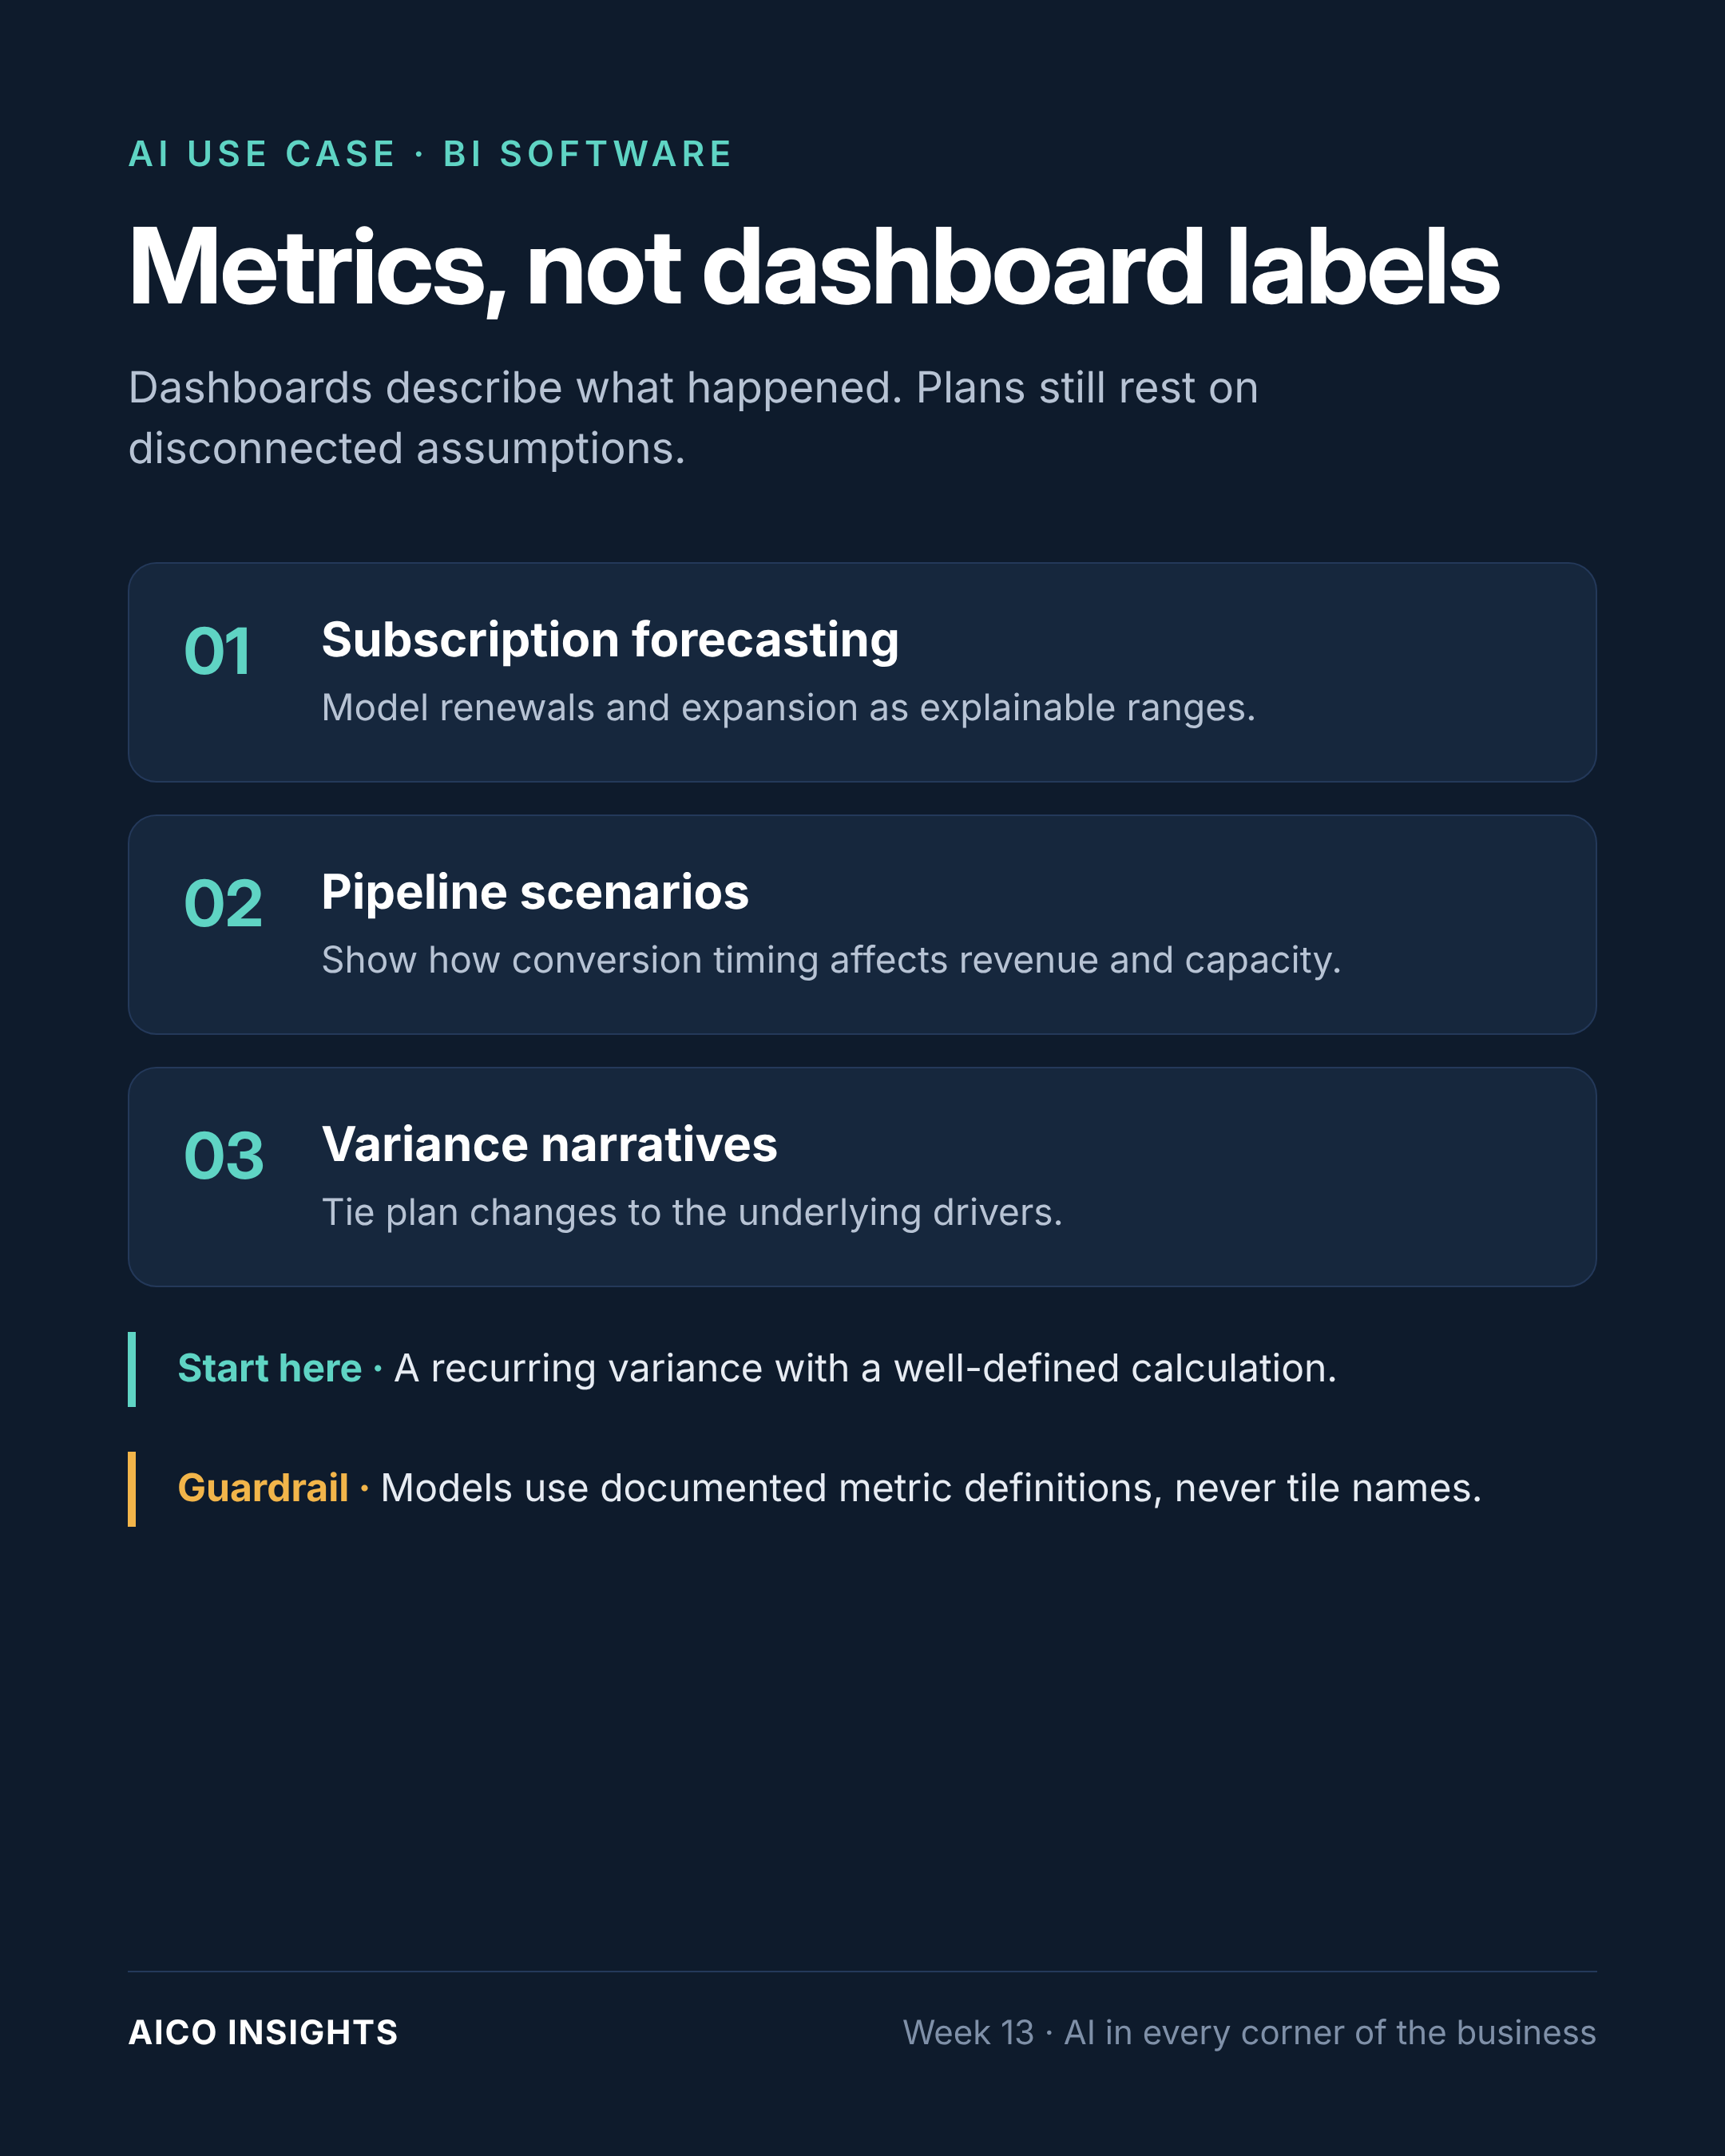 AI USE CASE · BI SOFTWARE
Metrics, not dashboard labels
Dashboards describe what happened. Plans still rest on
disconnected assumptions.
01
Subscription forecasting
Model renewals and expansion as explainable ranges.
02
Pipeline scenarios
Show how conversion timing affects revenue and capacity.
03
Variance narratives
Tie plan changes to the underlying drivers.
Start here · A recurring variance with a well-defined calculation.
Guardrail · Models use documented metric definitions, never tile names.
AICO INSIGHTS
Week 13 · AI in every corner of the business